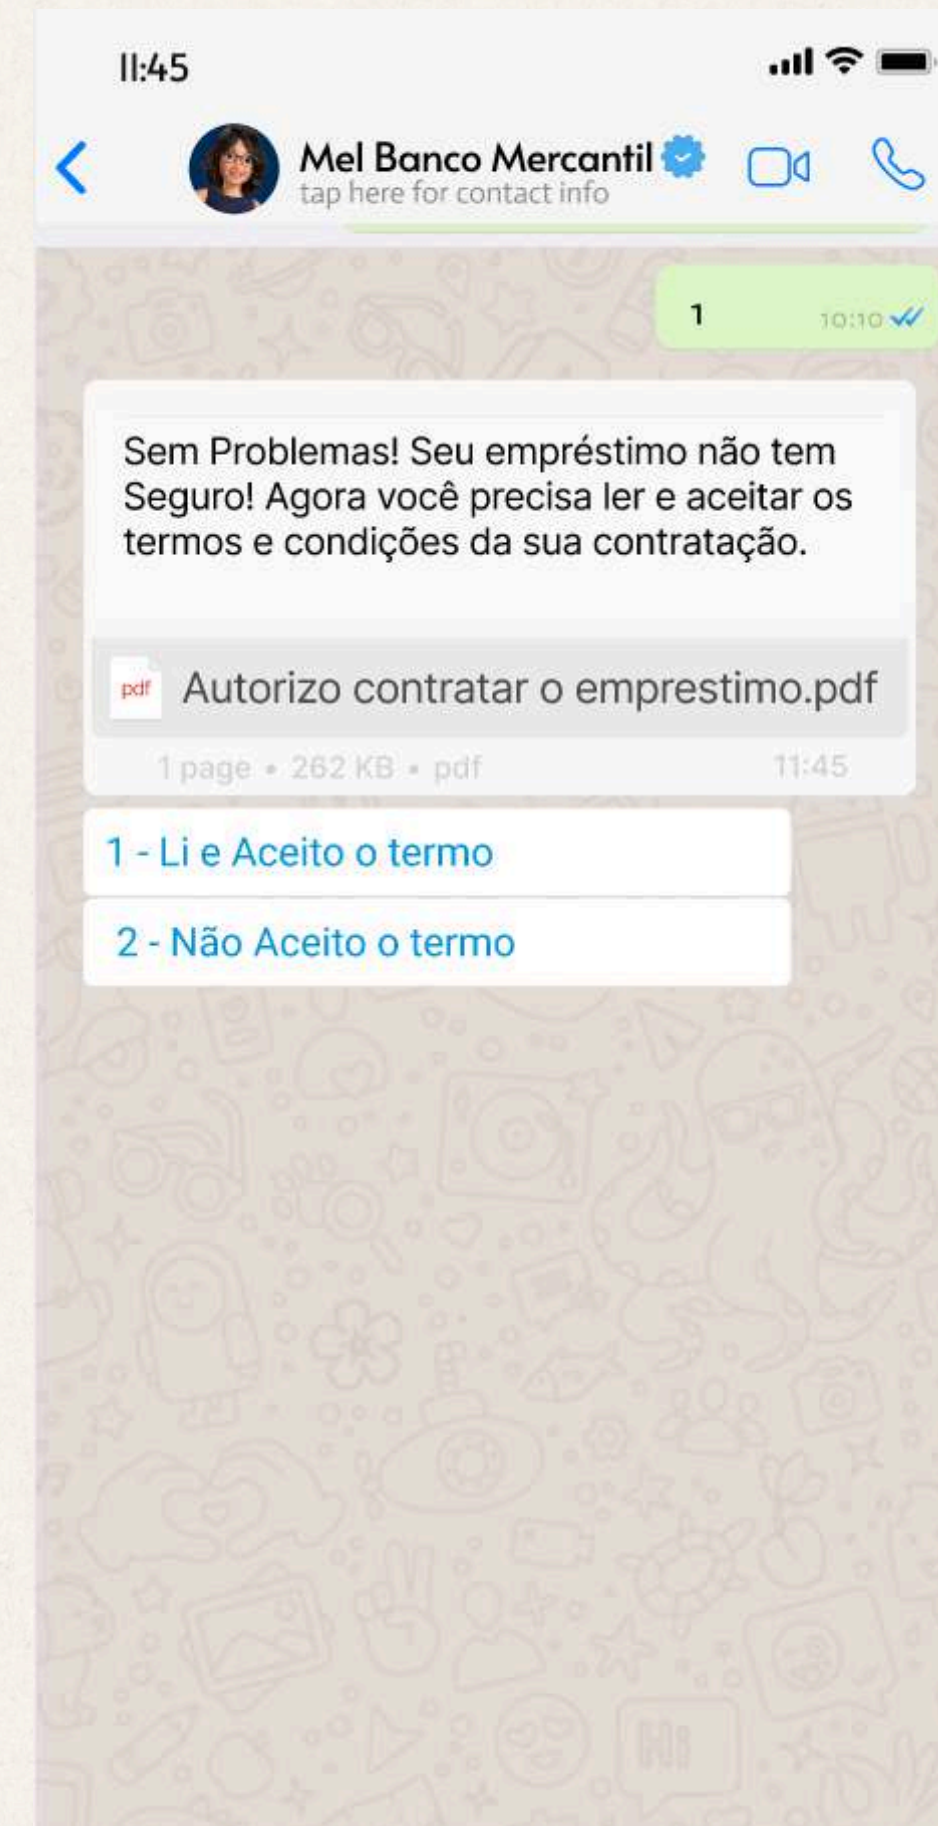 11:45
Mel Banco Mercantil
tap here for contact info
1 10:10
Sem Problemas! Seu empréstimo não tem
Seguro! Agora você precisa ler e aceitar os
termos e condições da sua contratação.
pdf Autorizo contratar o emprestimo.pdf
1 page • 262 KB • pdf 11:45
1 - Li e Aceito o termo
2 - Não Aceito o termo
Hi